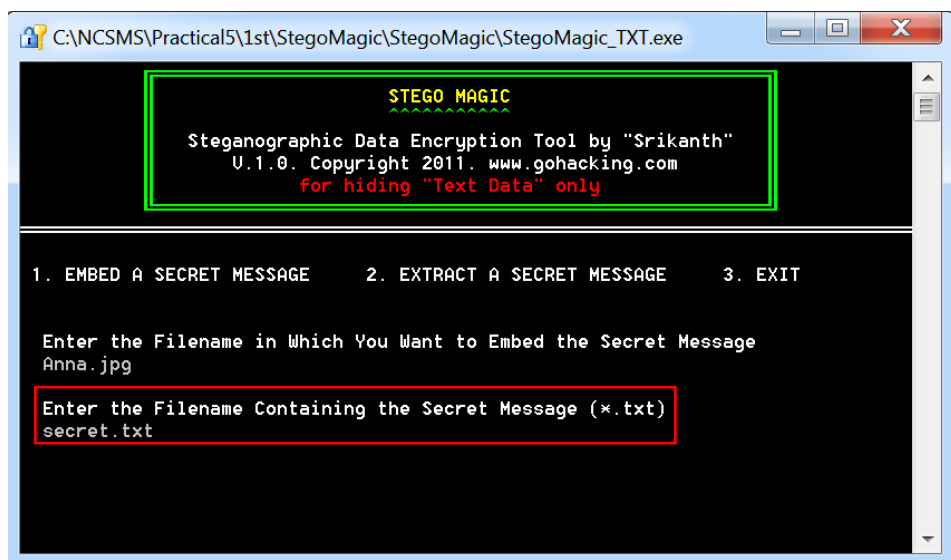 C:\NCSMS\Practical5\1st\StegoMagic\StegoMagic\StegoMagic_TXT.exe
STEGO MAGIC
^^^^^^^^^^^
Steganographic Data Encryption Tool by "Srikanth"
V.1.0. Copyright 2011. www.gohacking.com
for hiding "Text Data" only
1. EMBED A SECRET MESSAGE 2. EXTRACT A SECRET MESSAGE 3. EXIT
Enter the Filename in Which You Want to Embed the Secret Message
Anna.jpg
Enter the Filename Containing the Secret Message (*.txt)
secret.txt